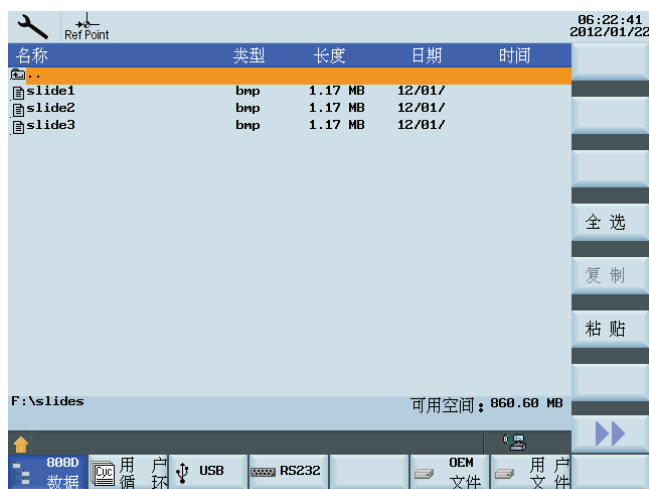 Ref Point
06:22:41
2012/01/22
名称 类型 长度 日期 时间
..
slide1 bmp 1.17 MB 12/01/
slide2 bmp 1.17 MB 12/01/
slide3 bmp 1.17 MB 12/01/
全选
复制
粘贴
F:\slides 可用空间：860.60 MB
808D
数据
Cyc
用户
循环
USB
RS232
OEM
文件
用户
文件